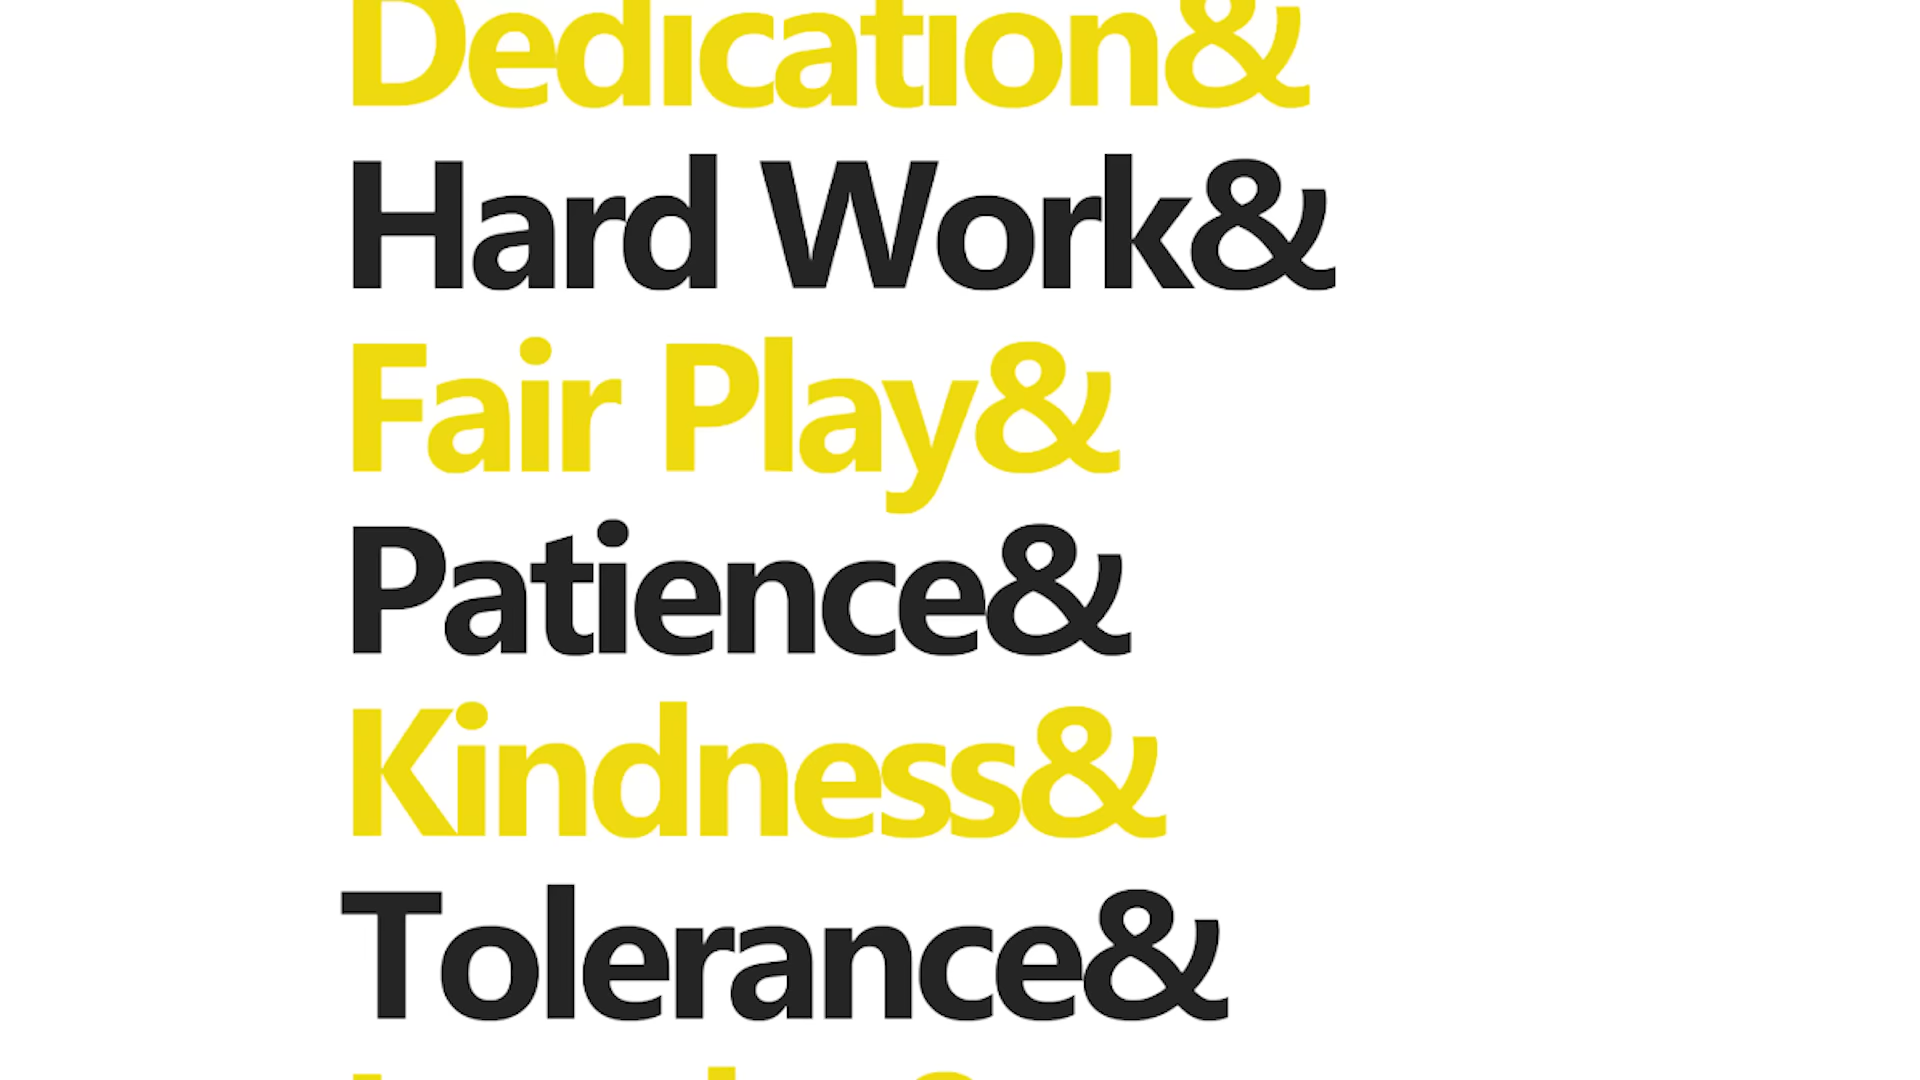 Dedication&
Hard Work&
Fair Play&
Patience&
Kindness&
Tolerance&